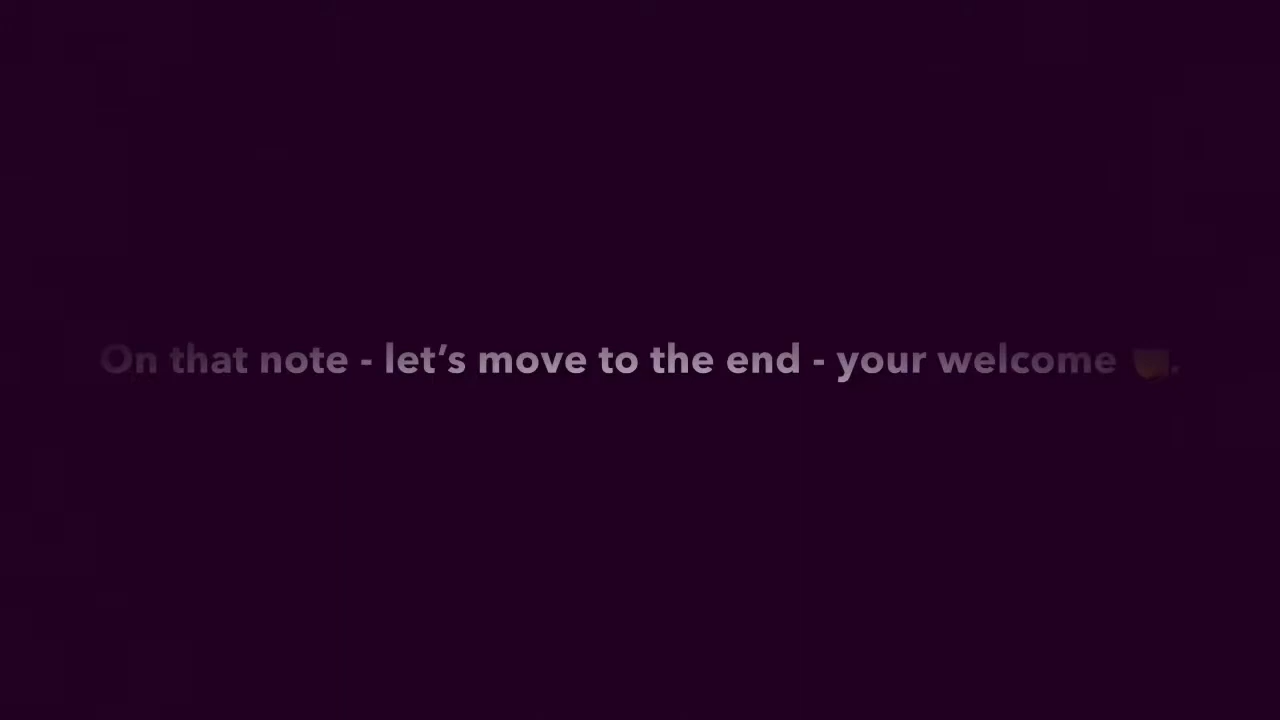 On that note - let’s move to the end - your welcome .